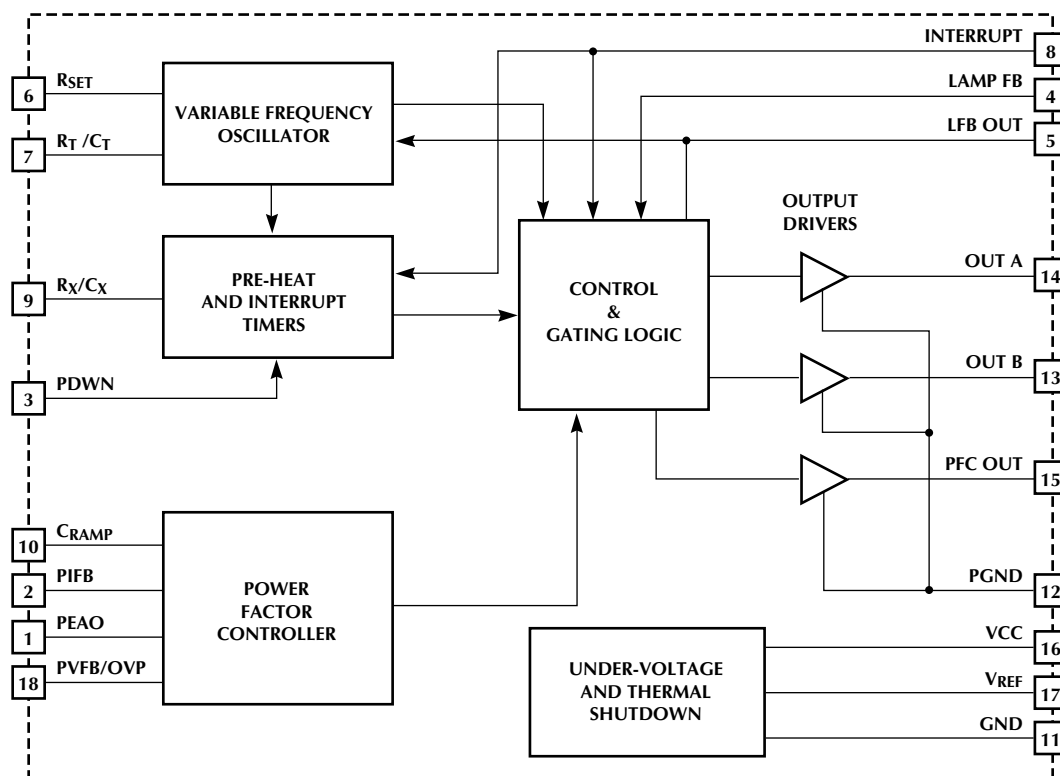 INTERRUPT
8
6
RSET
LAMP FB
4
VARIABLE FREQUENCY
OSCILLATOR
LFB OUT
5
7
RT /CT
OUTPUT
DRIVERS
PRE-HEAT
AND INTERRUPT
TIMERS
9
RX/CX
CONTROL
&
GATING LOGIC
OUT A
14
3
PDWN
OUT B
13
PFC OUT
15
10
CRAMP
2
PIFB
1
PEAO
18
PVFB/OVP
POWER
FACTOR
CONTROLLER
PGND
12
UNDER-VOLTAGE
AND THERMAL
SHUTDOWN
VCC
16
VREF
17
GND
11